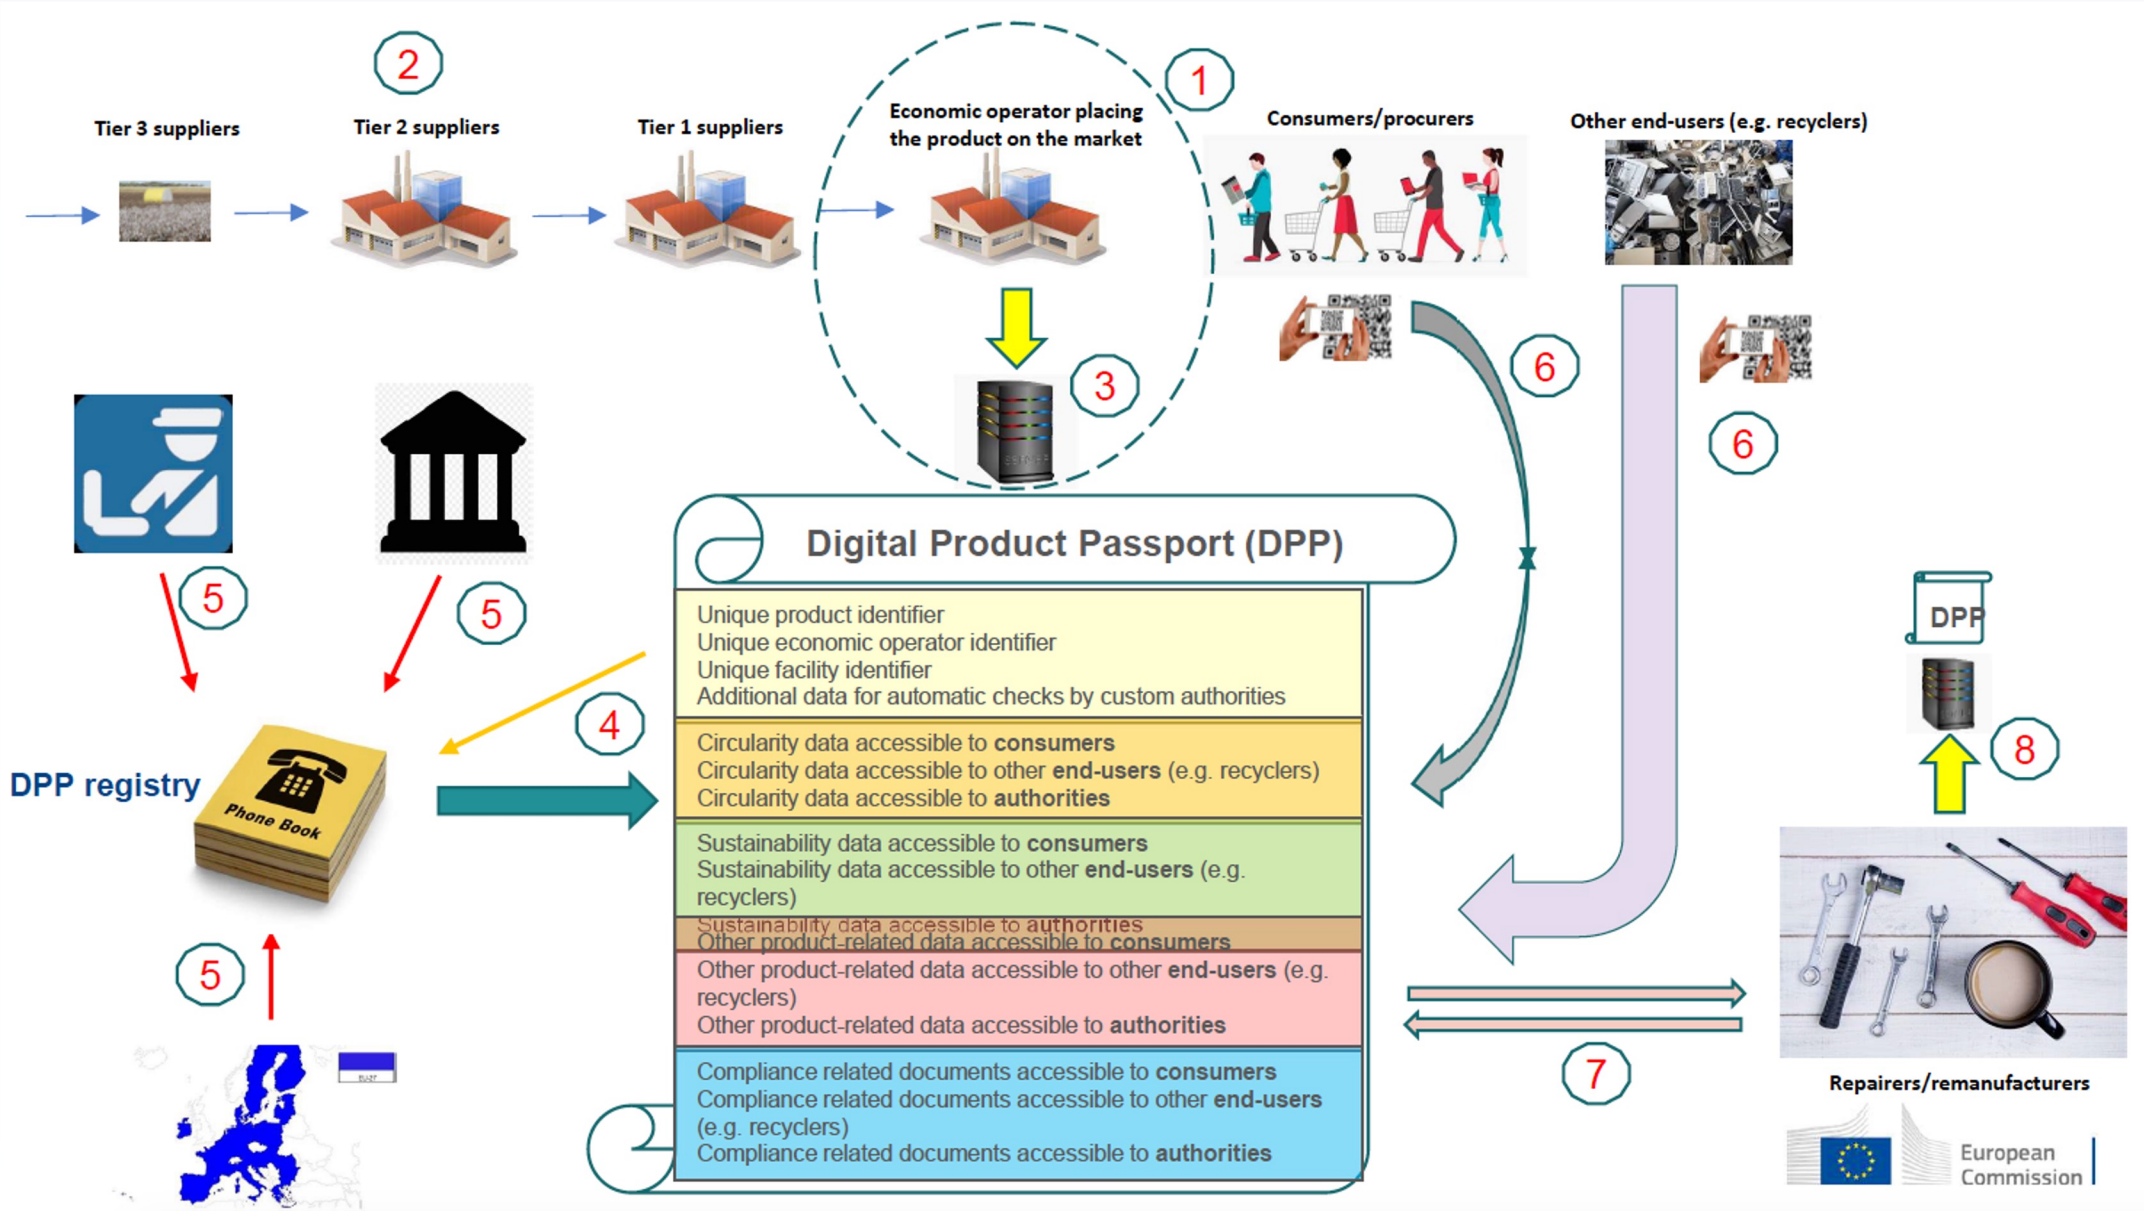 2
1
Tier 3 suppliers
Tier 2 suppliers
Tier 1 suppliers
Economic operator placing
the product on the market
Consumers/procurers
Other end-users (e.g. recyclers)
3
6
6
5
5
Digital Product Passport (DPP)
Unique product identifier
Unique economic operator identifier
Unique facility identifier
Additional data for automatic checks by custom authorities
4
Circularity data accessible to consumers
Circularity data accessible to other end-users (e.g. recyclers)
Circularity data accessible to authorities
DPP registry
Phone Book
Sustainability data accessible to consumers
Sustainability data accessible to other end-users (e.g.
recyclers)
Sustainability data accessible to authorities
Other product-related data accessible to consumers
Other product-related data accessible to other end-users (e.g.
recyclers)
Other product-related data accessible to authorities
Compliance related documents accessible to consumers
Compliance related documents accessible to other end-users
(e.g. recyclers)
Compliance related documents accessible to authorities
5
EU-27
DPP
8
7
Repairers/remanufacturers
European
Commission